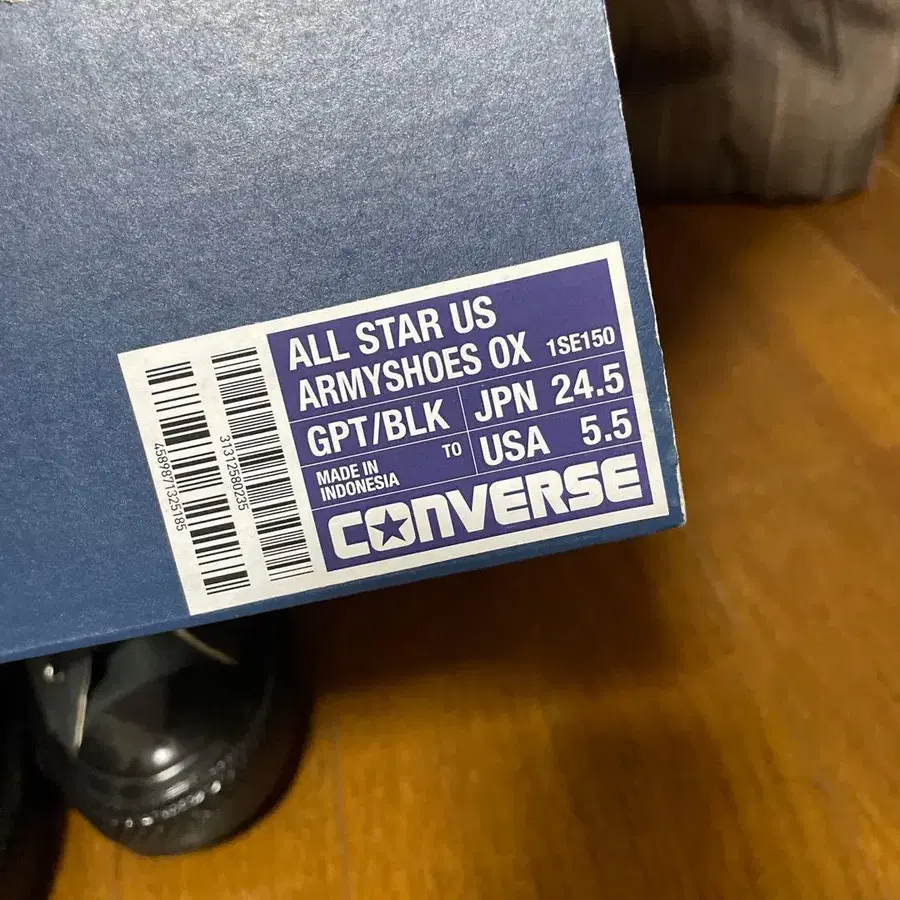 ALL STAR US
ARMYSHOES OX 1SE150
GPT/BLK JPN 24.5
TO USA 5.5
MADE IN
INDONESIA
CONVERSE
4589871325185
31312580235